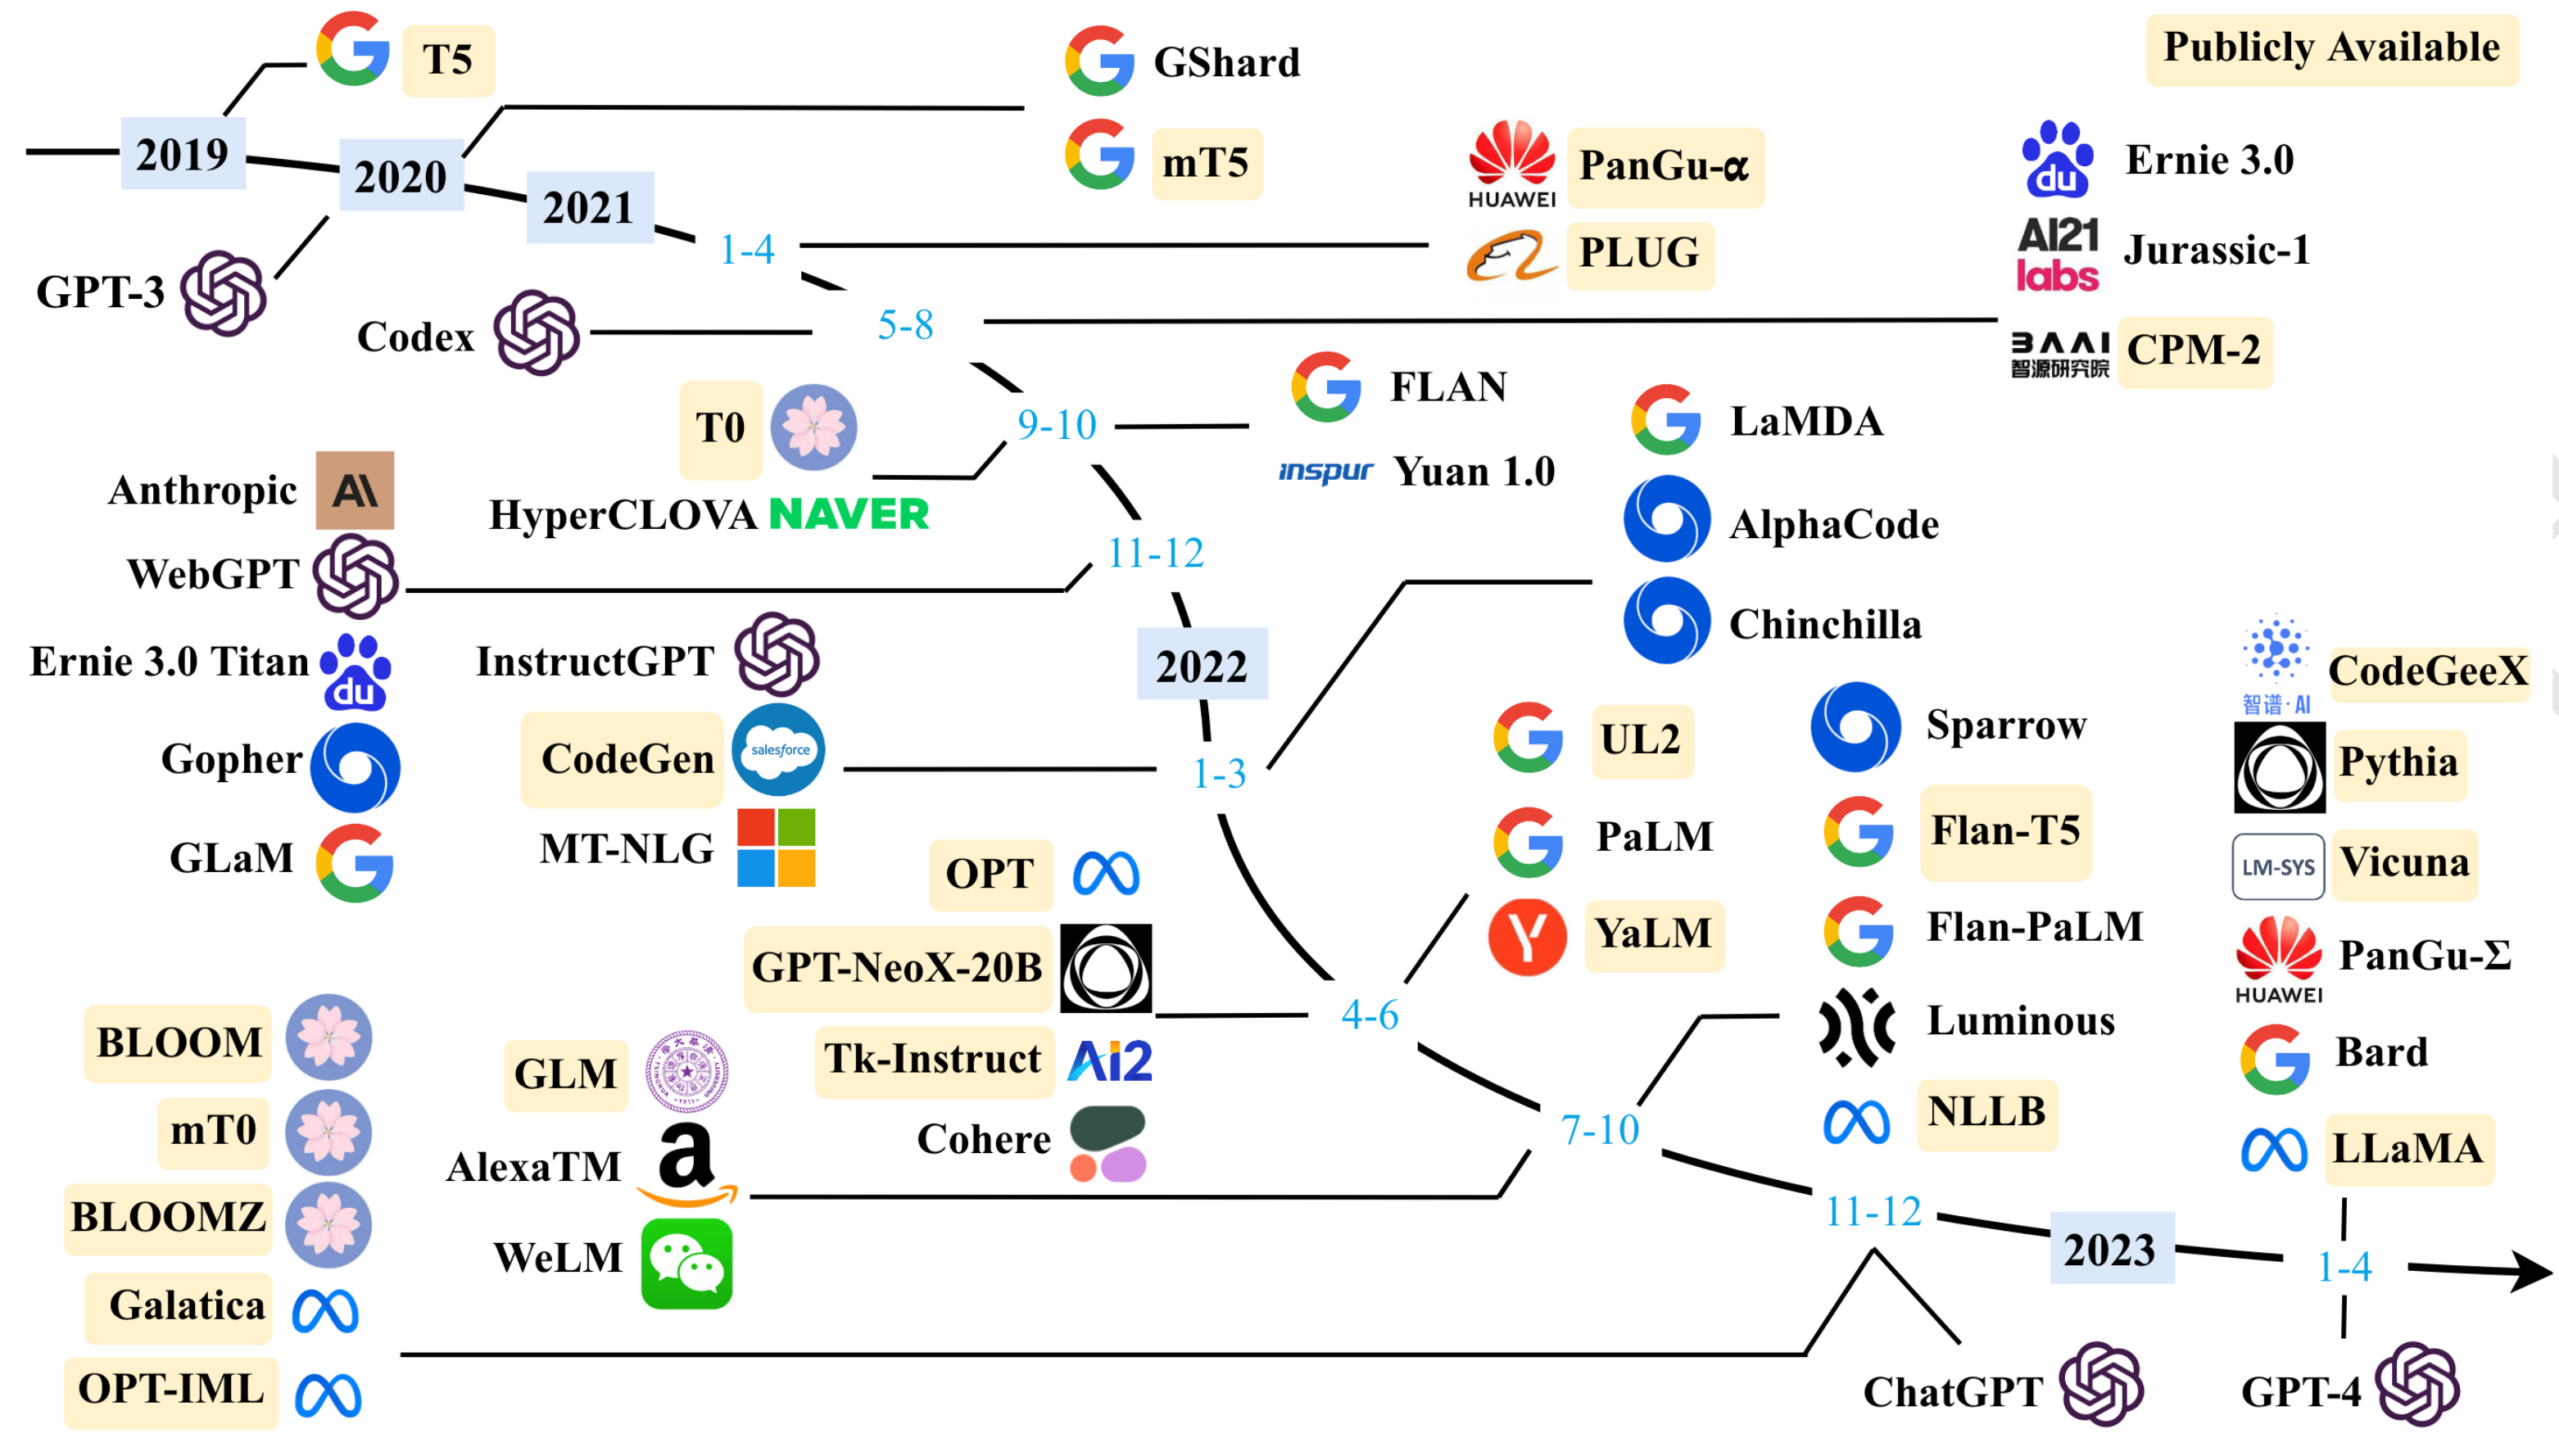 T5
GShard
Publicly Available
2019
2020
mT5
HUAWEI
PanGu-α
du
Ernie 3.0
2021
1-4
PLUG
AI21
labs
Jurassic-1
GPT-3
Codex
5-8
BAAI
智源研究院
CPM-2
T0
9-10
FLAN
LaMDA
Anthropic
AI
HyperCLOVA NAVER
inspur Yuan 1.0
AlphaCode
WebGPT
11-12
Chinchilla
Ernie 3.0 Titan
du
InstructGPT
2022
智谱·AI
CodeGeeX
Gopher
CodeGen
salesforce
1-3
UL2
Sparrow
Pythia
GLaM
MT-NLG
PaLM
Flan-T5
LM-SYS
Vicuna
OPT
YaLM
Flan-PaLM
HUAWEI
PanGu-Σ
GPT-NeoX-20B
4-6
Luminous
Bard
BLOOM
GLM
Tk-Instruct
AI2
mT0
AlexaTM
a
Cohere
7-10
NLLB
LLaMA
BLOOMZ
WeLM
11-12
2023
1-4
Galatica
OPT-IML
ChatGPT
GPT-4